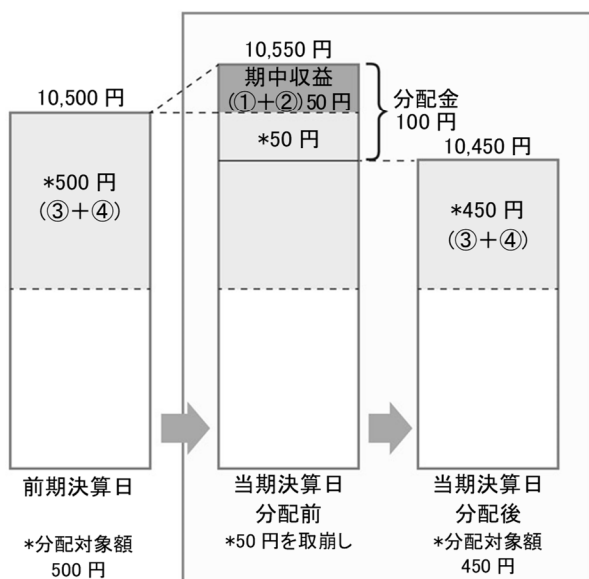 10,500 円
*500 円
(③+④)
前期決算日
*分配対象額
500 円
10,550 円
期中収益
(①+②)50 円
*50 円
分配金
100 円
当期決算日
分配前
*50 円を取崩し
10,450 円
*450 円
(③+④)
当期決算日
分配後
*分配対象額
450 円